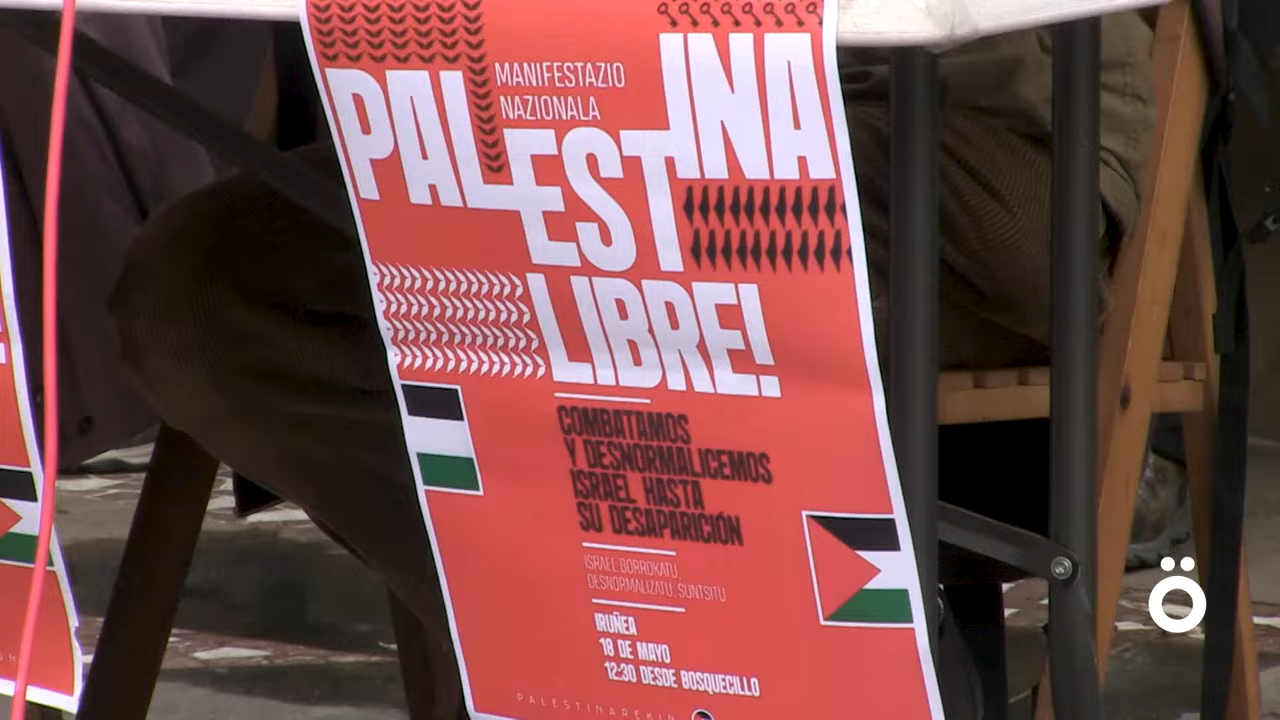 MANIFESTAZIO
NAZIONALA
PALESTINA
LIBRE!
COMBATAMOS
Y DESNORMALICEMOS
ISRAEL HASTA
SU DESAPARICIÓN
ISRAEL BORROKATU,
DESNORMALIZATU, SUNTSITU
IRUÑEA
18 DE MAYO
12:30 DESDE BOSQUECILLO
PALESTINAREKIN
Ö